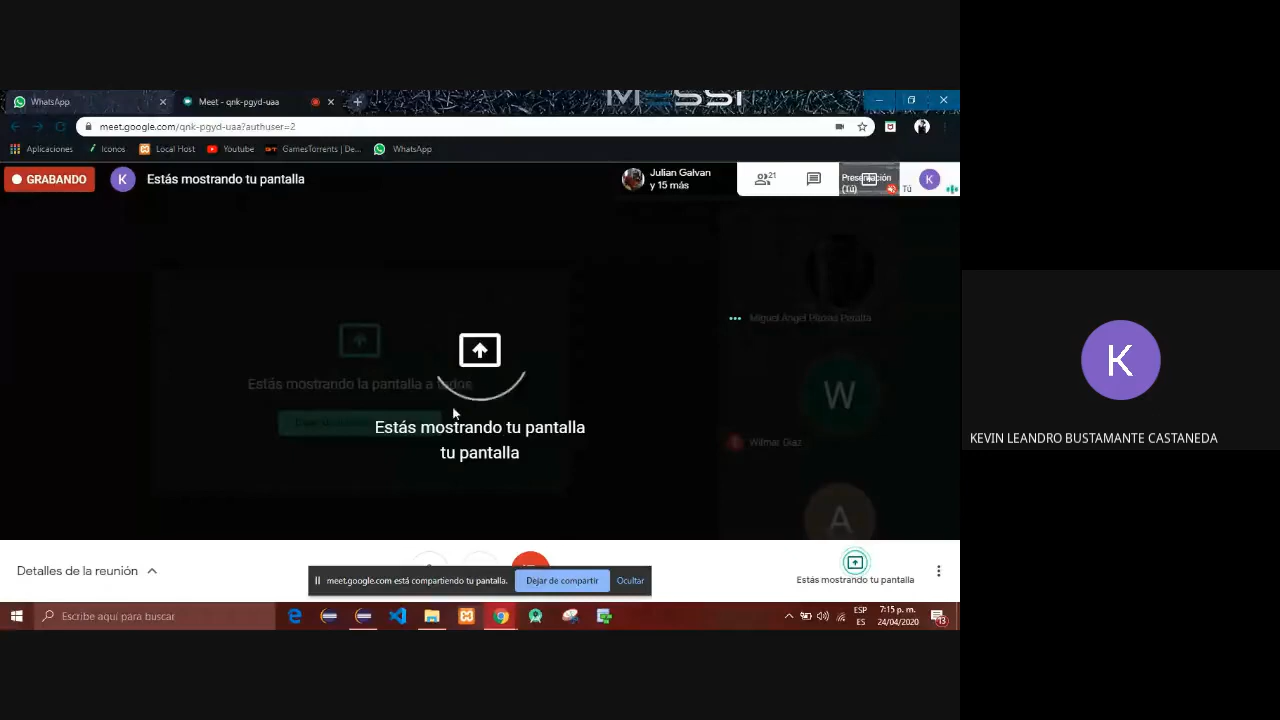 MESSI
WhatsApp
Meet - qnk-pgyd-uaa
meet.google.com/qnk-pgyd-uaa?authuser=2
Aplicaciones
Iconos
Local Host
Youtube
GamesTorrents | De...
WhatsApp
GRABANDO
K
Estás mostrando tu pantalla
Julian Galvan
y 15 más
21
Presentación
(Tú)
Tú
K
Estás mostrando la pantalla a todos
Estás mostrando tu pantalla
tu pantalla
W
Wilmar Diaz
A
K
KEVIN LEANDRO BUSTAMANTE CASTANEDA
Detalles de la reunión
meet.google.com está compartiendo tu pantalla.
Dejar de compartir
Ocultar
Estás mostrando tu pantalla
Escribe aquí para buscar
ESP
ES
7:15 p. m.
24/04/2020
13